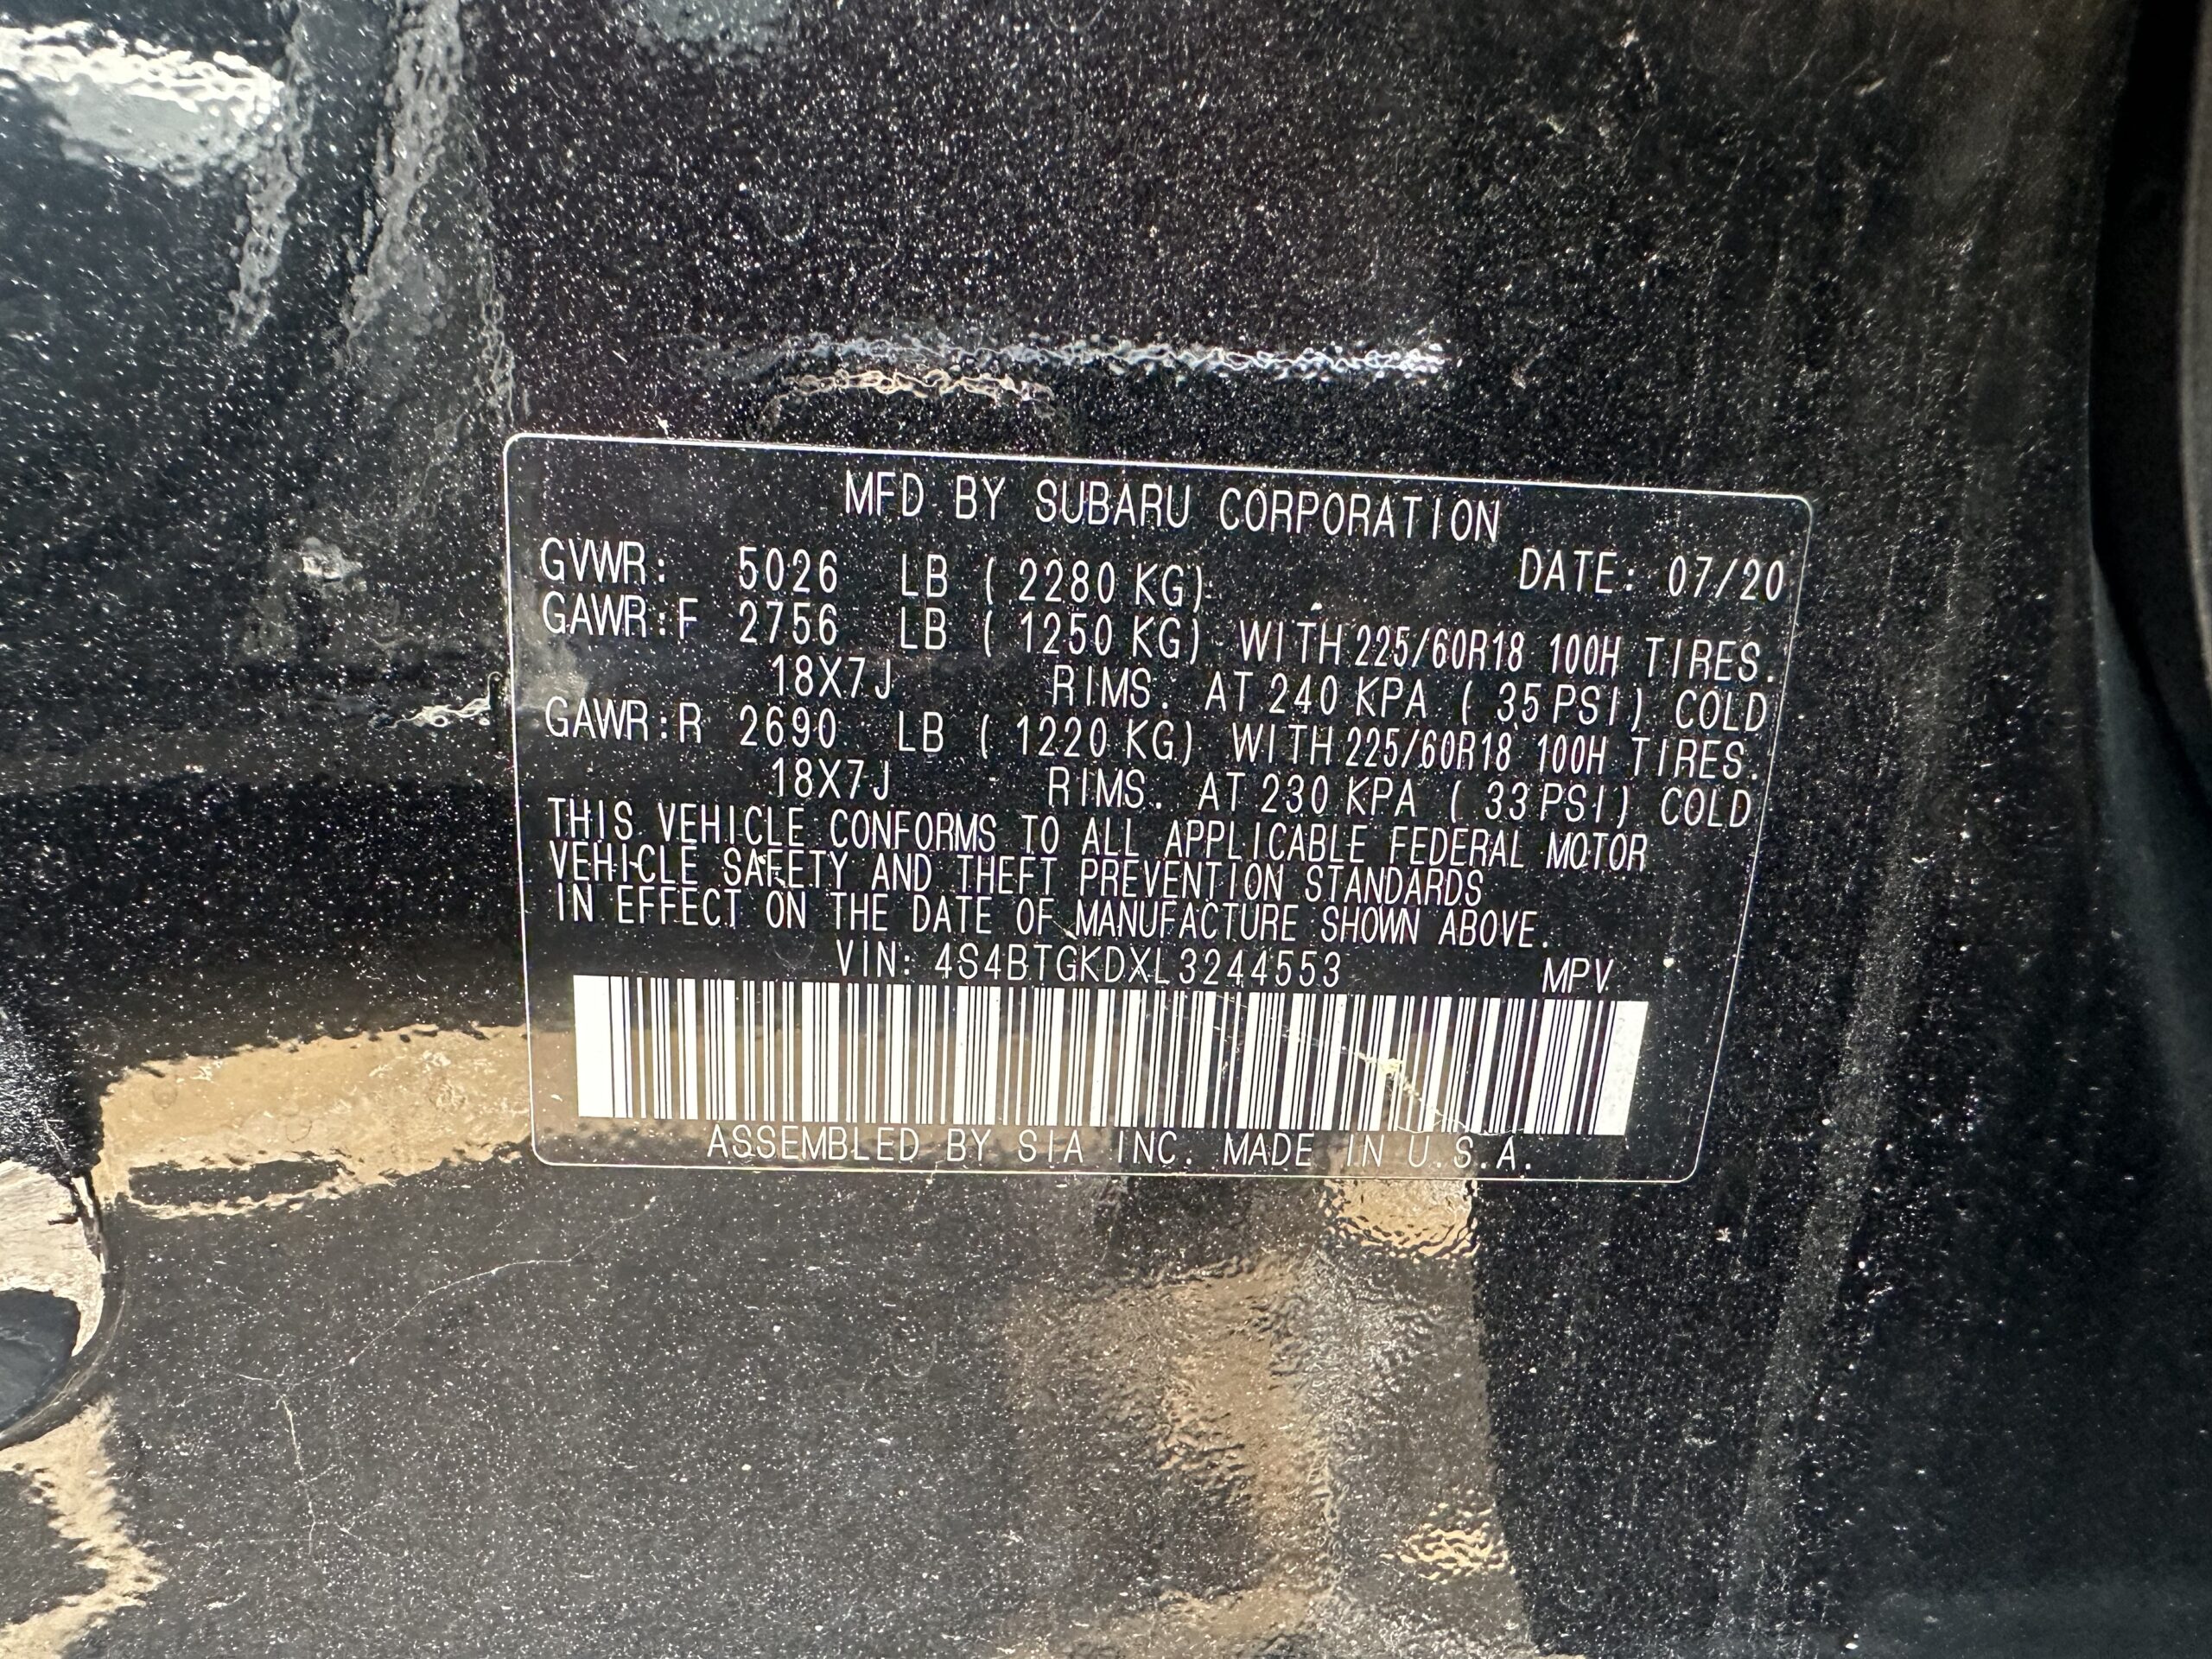 MFD BY SUBARU CORPORATION
GVWR: 5026 LB ( 2280 KG) DATE: 07/20
GAWR:F 2756 LB ( 1250 KG) WITH 225/60R18 100H TIRES.
18X7J RIMS. AT 240 KPA ( 35 PSI) COLD
GAWR:R 2690 LB ( 1220 KG) WITH 225/60R18 100H TIRES.
18X7J RIMS. AT 230 KPA ( 33 PSI) COLD
THIS VEHICLE CONFORMS TO ALL APPLICABLE FEDERAL MOTOR
VEHICLE SAFETY AND THEFT PREVENTION STANDARDS
IN EFFECT ON THE DATE OF MANUFACTURE SHOWN ABOVE.
VIN: 4S4BTGKDXL3244553 MPV
ASSEMBLED BY SIA INC. MADE IN U.S.A.